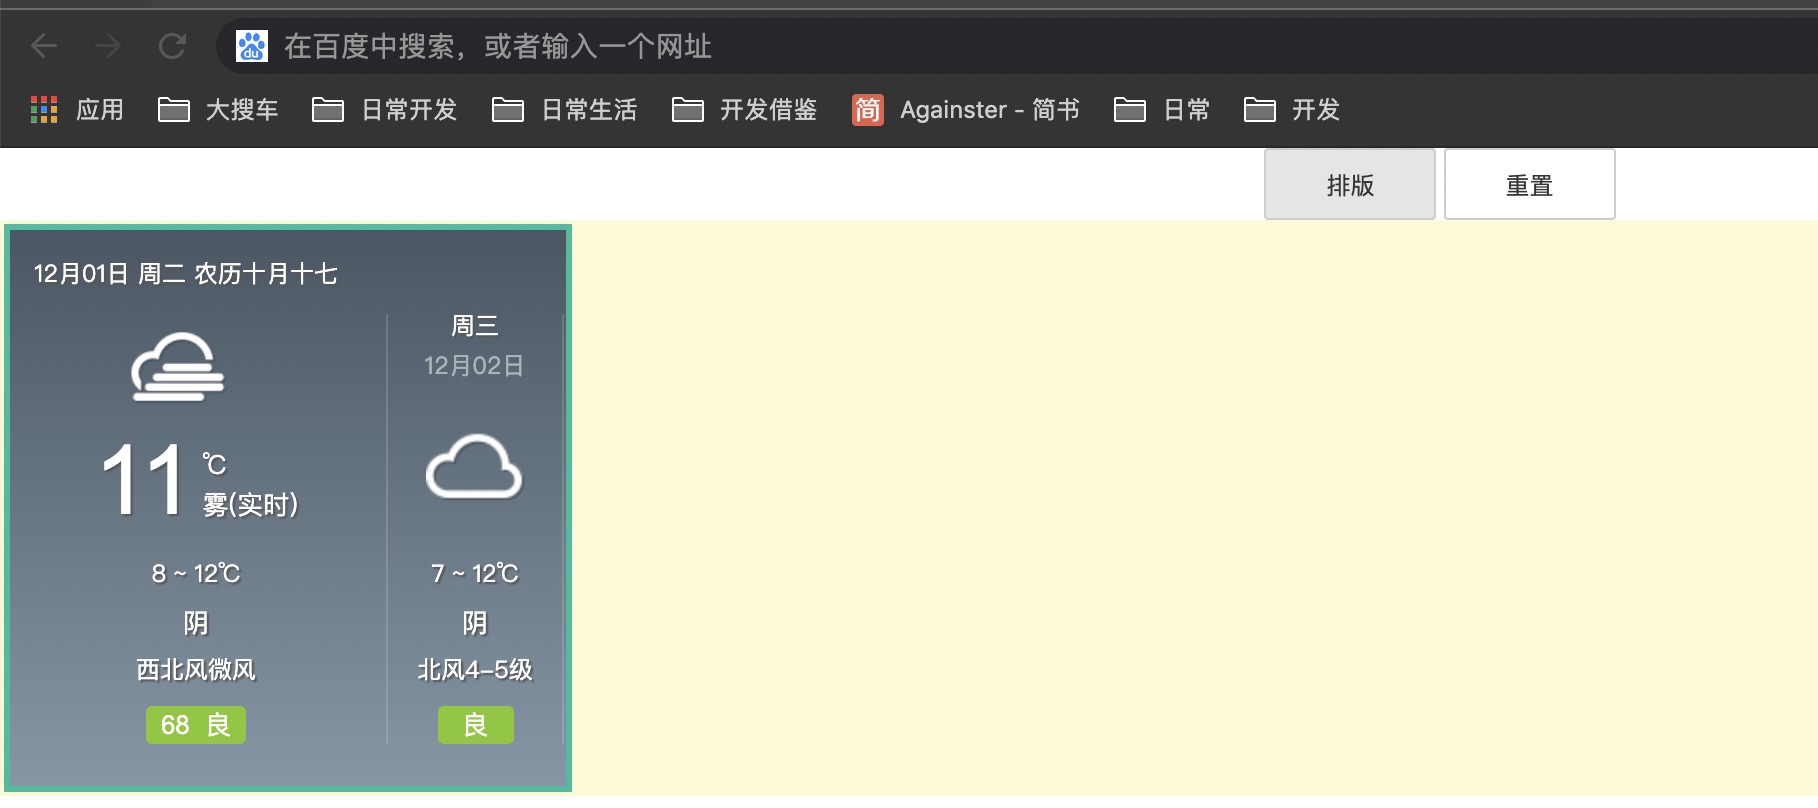 du 在百度中搜索，或者输入一个网址
应用 大搜车 日常开发 日常生活 开发借鉴 简 Againster - 简书 日常 开发
排版 重置
12月01日 周二 农历十月十七
周三
12月02日
11 ℃
雾(实时)
8 ~ 12℃
阴
西北风微风
68 良
7 ~ 12℃
阴
北风4-5级
良